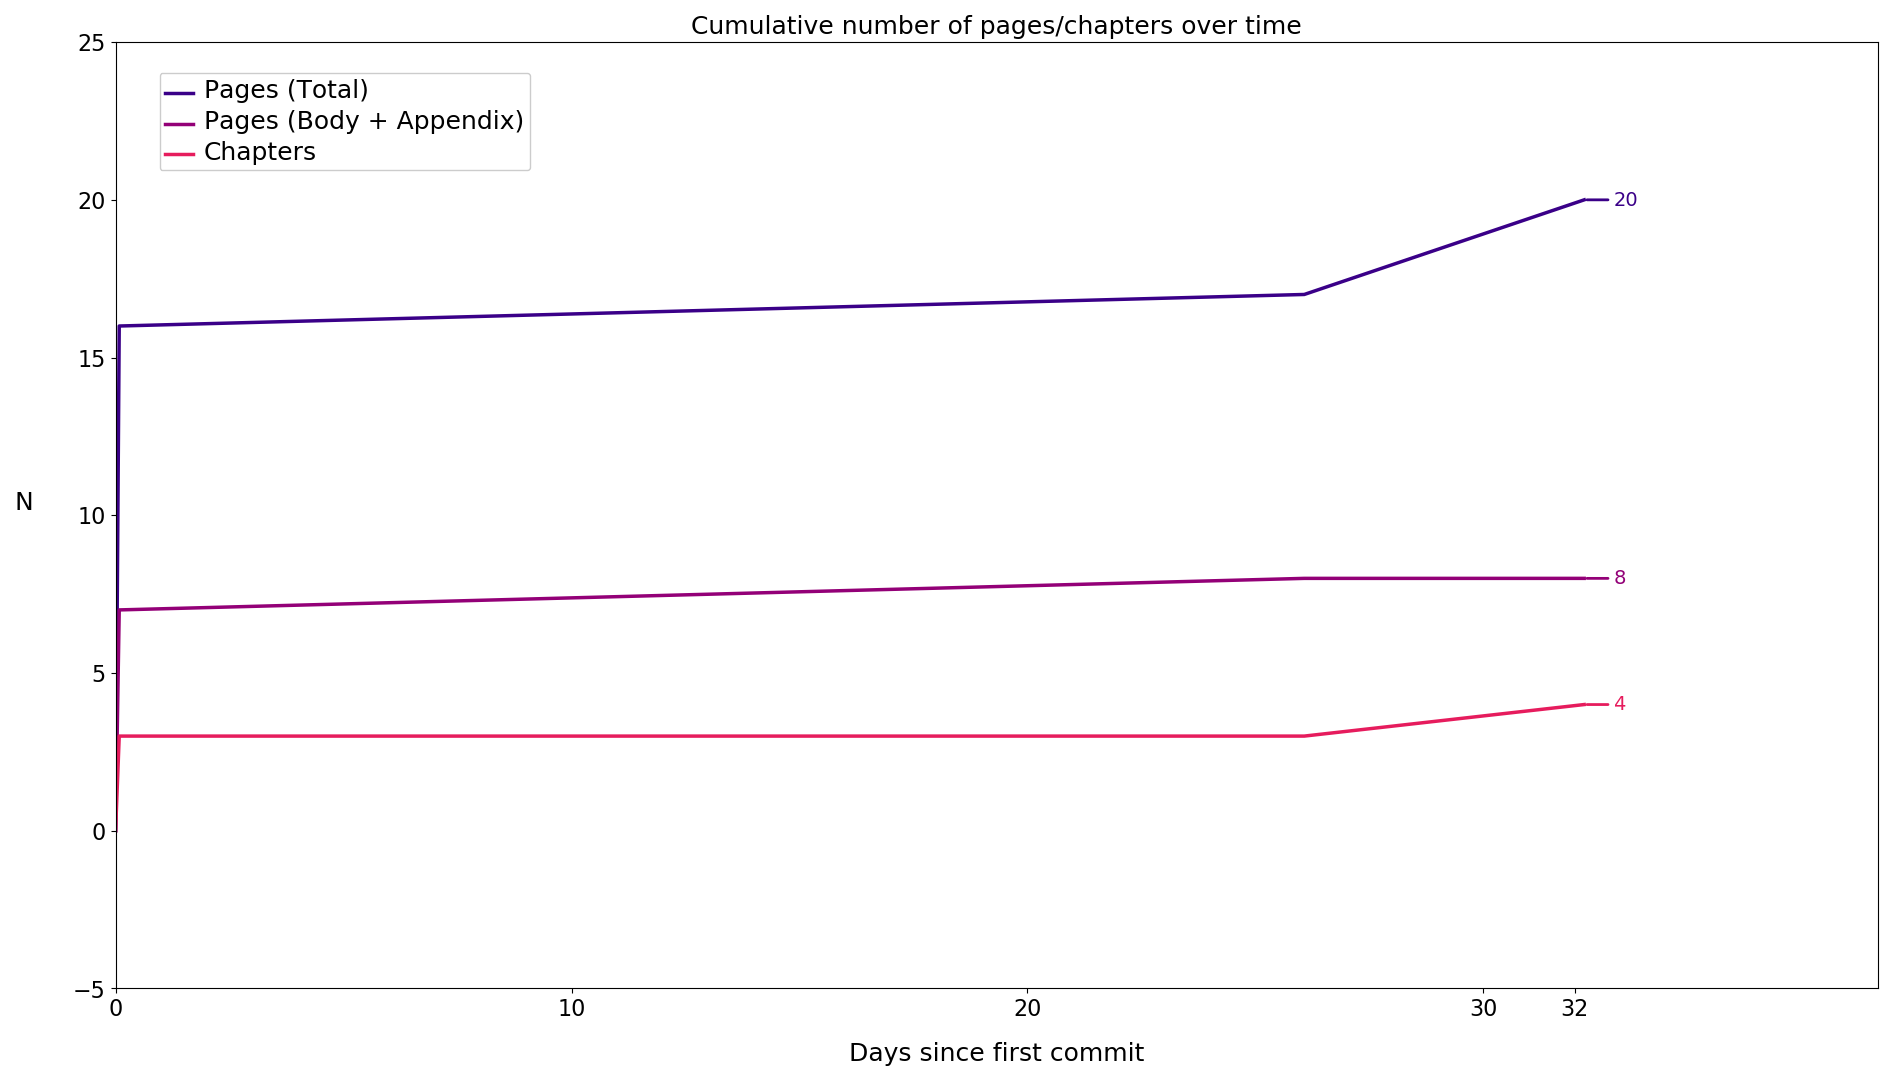 Cumulative number of pages/chapters over time
25
20
15
10
5
0
−5
N
Pages (Total)
Pages (Body + Appendix)
Chapters
20
8
4
0 10 20 30 32
Days since first commit